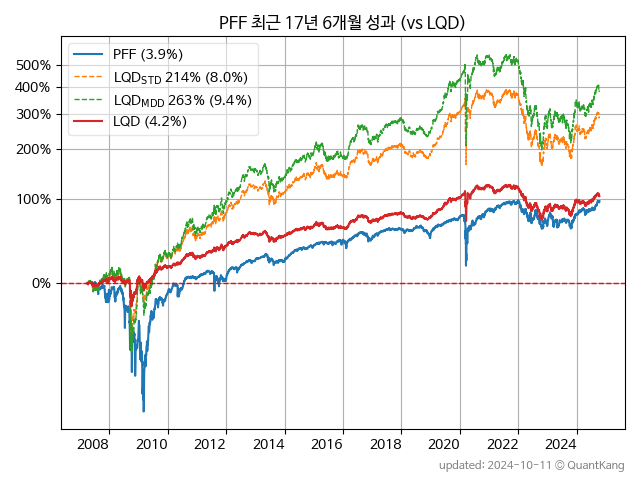 PFF 최근 17년 6개월 성과 (vs LQD)
PFF (3.9%)
LQD_STD 214% (8.0%)
LQD_MDD 263% (9.4%)
LQD (4.2%)
500%
400%
300%
200%
100%
0%
2008 2010 2012 2014 2016 2018 2020 2022 2024
updated: 2024-10-11 © QuantKang